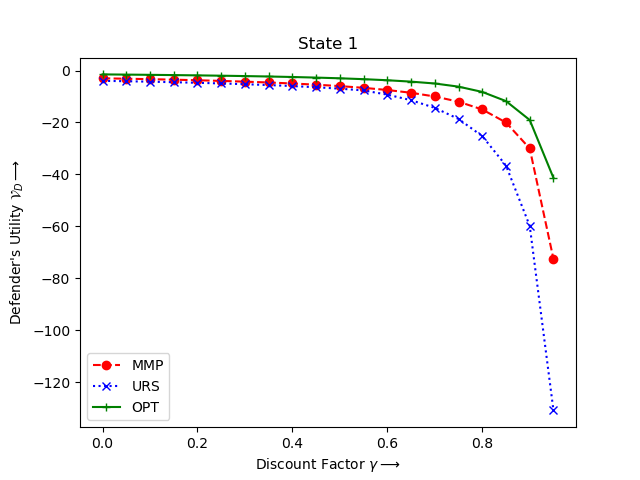 State 1
Defender's Utility 𝒱_D ⟶
0
−20
−40
−60
−80
−100
−120
MMP
URS
OPT
0.0 0.2 0.4 0.6 0.8
Discount Factor γ ⟶